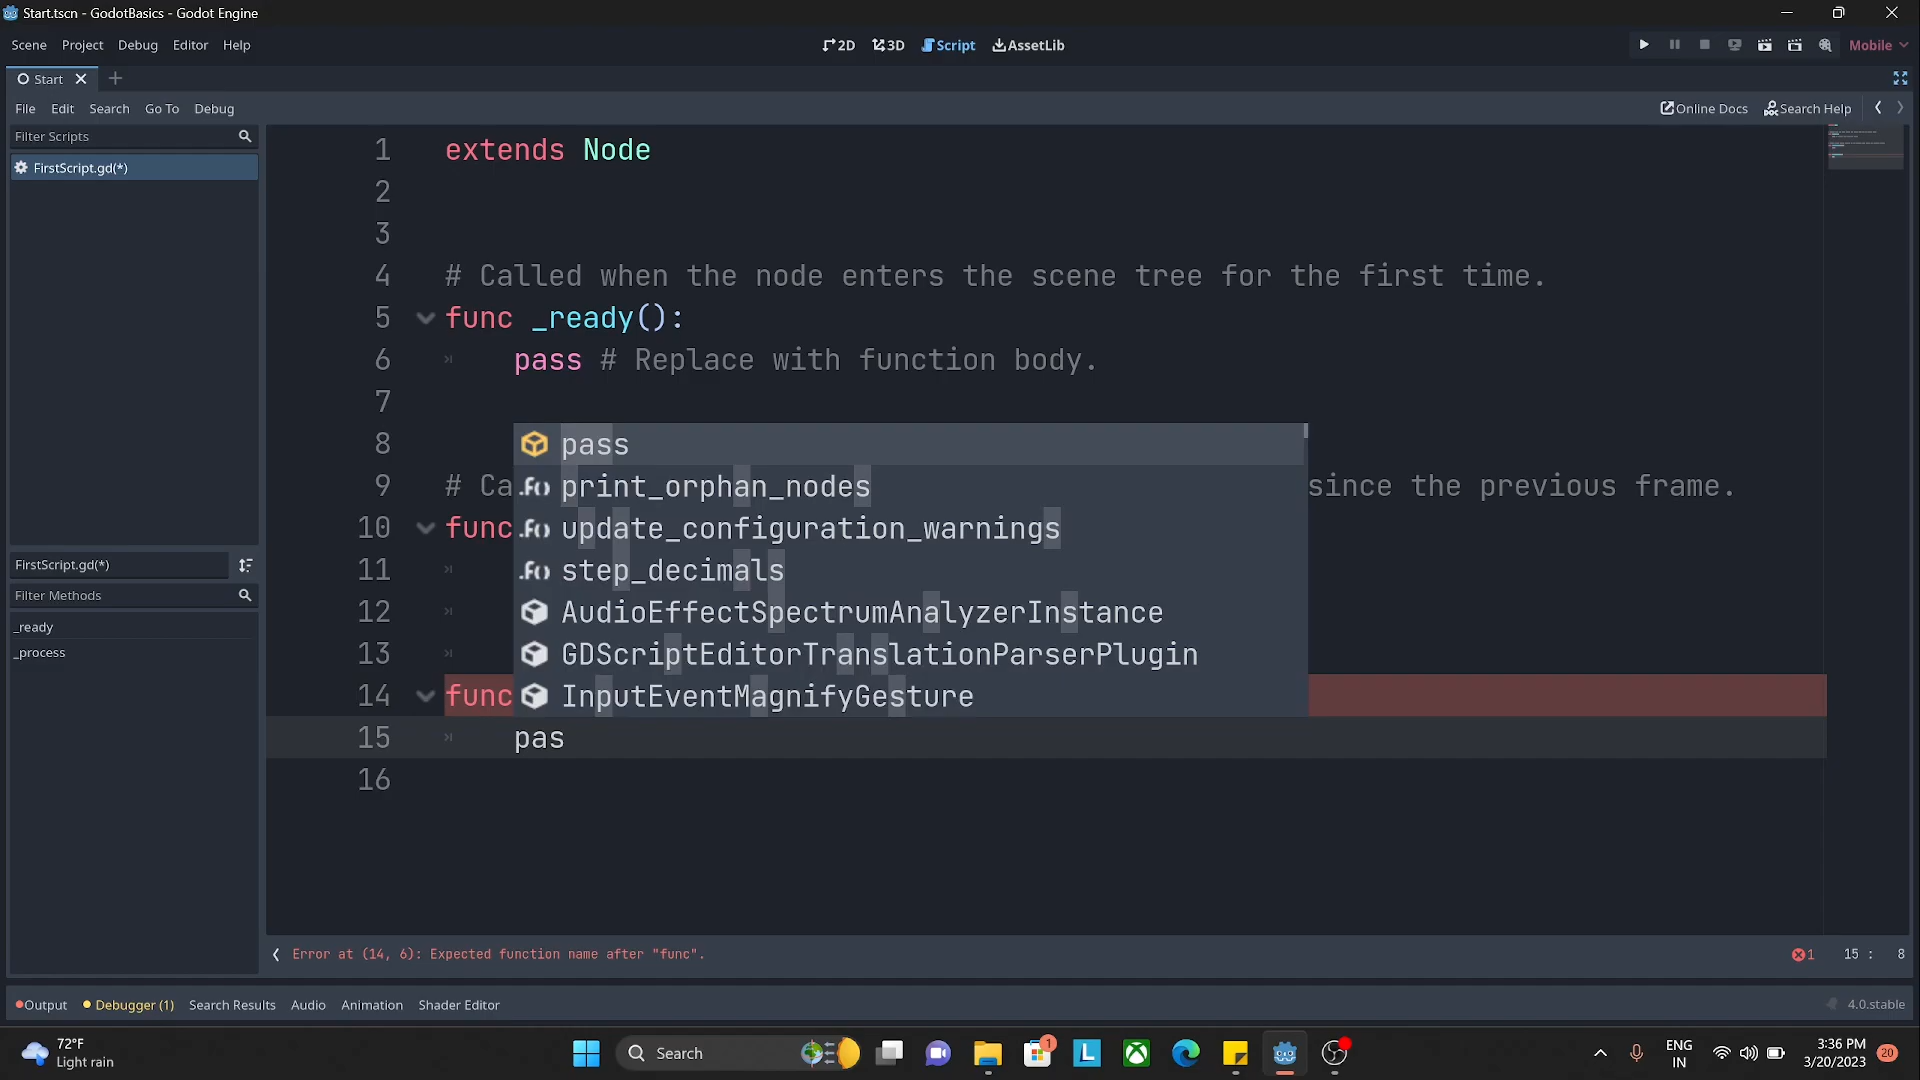 Start.tscn - GodotBasics - Godot Engine
Scene Project Debug Editor Help
2D 3D Script AssetLib
Mobile
Start
File Edit Search Go To Debug
Online Docs Search Help
Filter Scripts
FirstScript.gd(*)
FirstScript.gd(*)
Filter Methods
_ready
_process
1 extends Node
2
3
4 # Called when the node enters the scene tree for the first time.
5 func _ready():
6 pass # Replace with function body.
7
8 pass
9 # Ca print_orphan_nodes since the previous frame.
10 func update_configuration_warnings
11 step_decimals
12 AudioEffectSpectrumAnalyzerInstance
13 GDScriptEditorTranslationParserPlugin
14 func InputEventMagnifyGesture
15 pas
16
Error at (14, 6): Expected function name after "func".
1 15 : 8
Output Debugger (1) Search Results Audio Animation Shader Editor
4.0.stable
72°F
Light rain
Search
1
L
ENG
IN
3:36 PM
3/20/2023
20